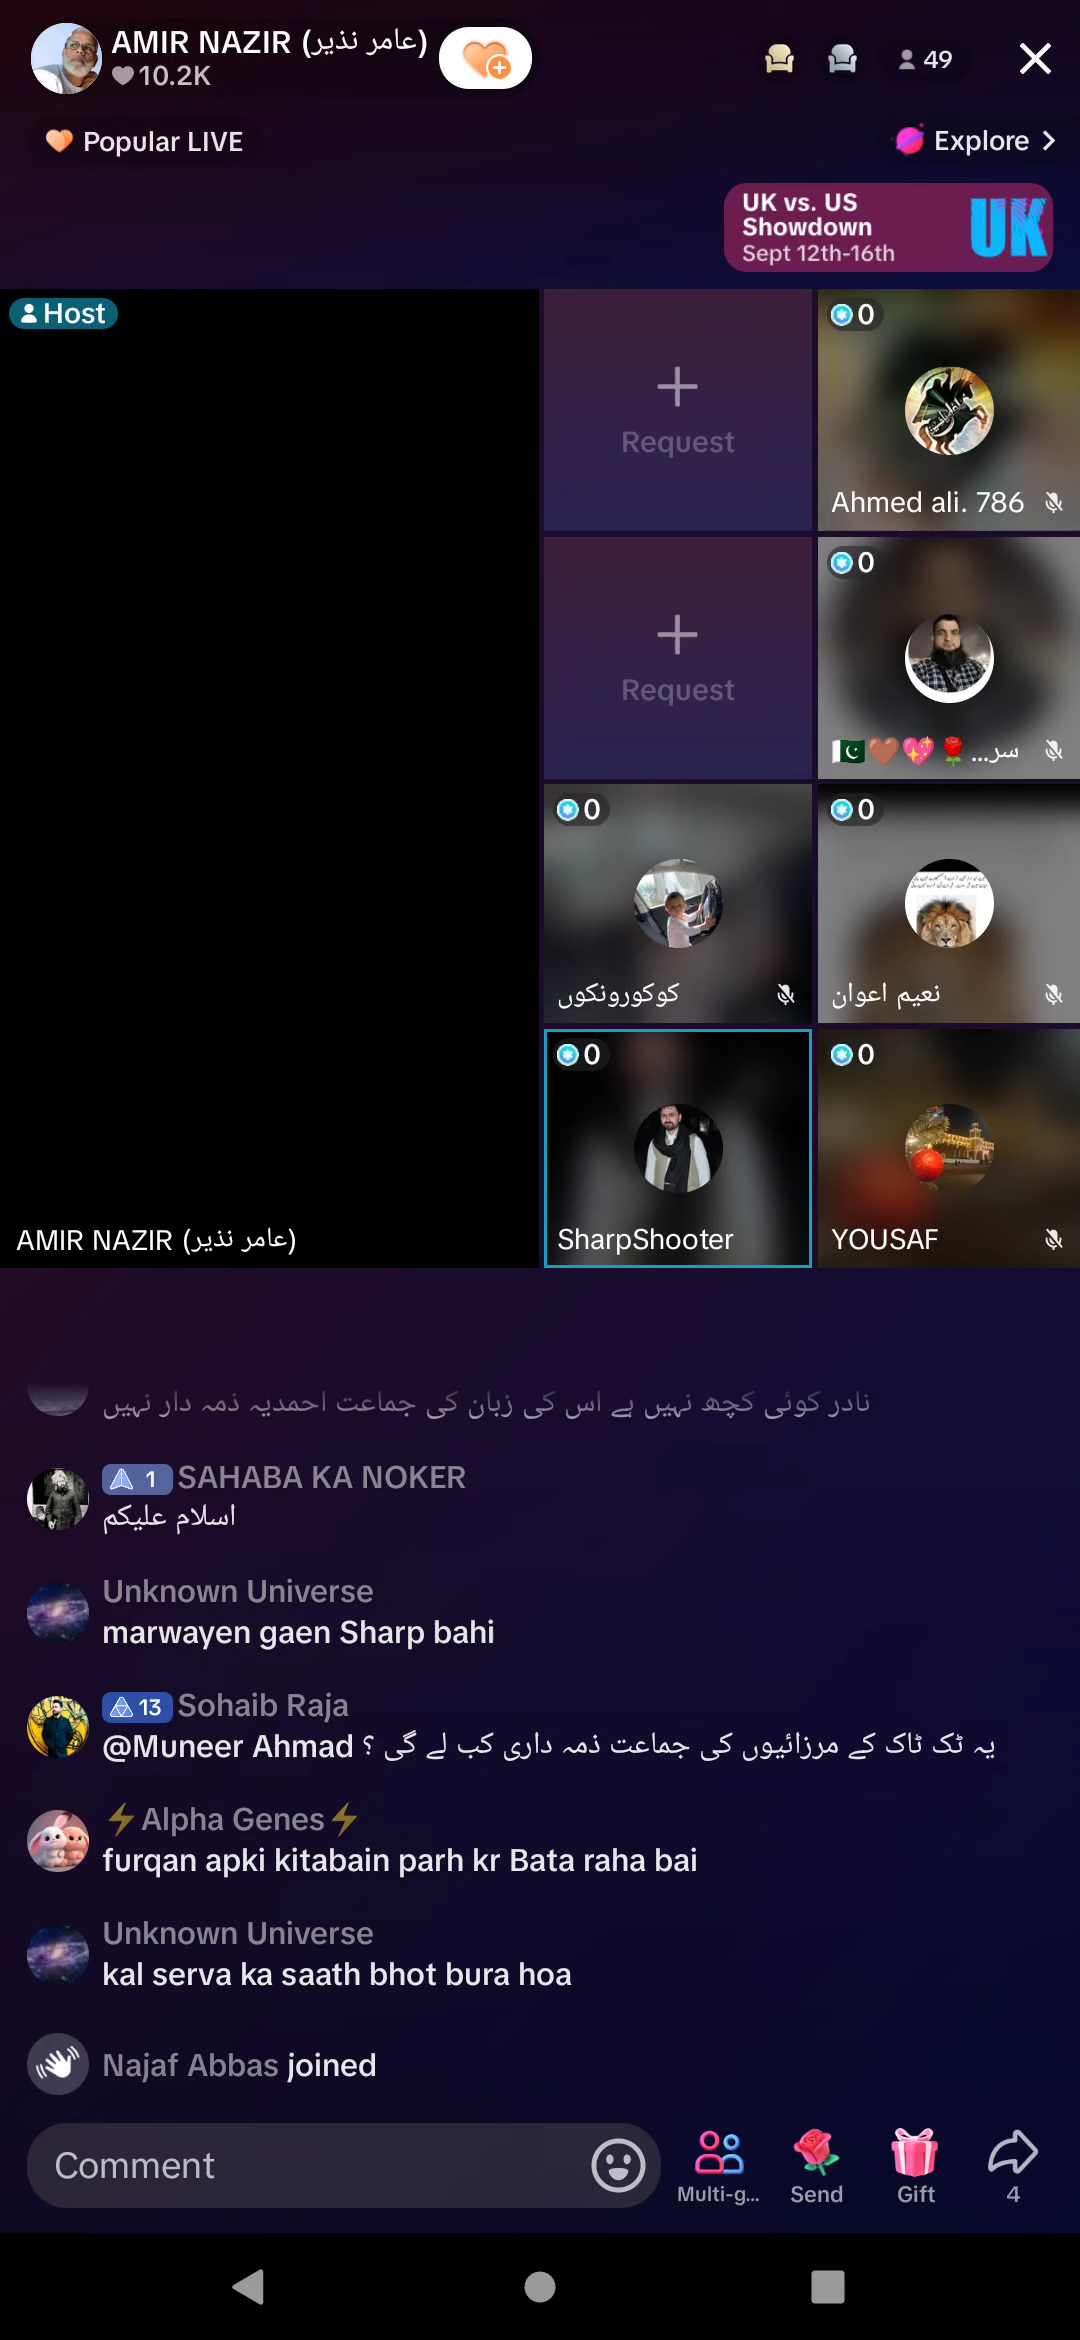 AMIR NAZIR (عامر نذیر)
10.2K
49
Popular LIVE
Explore
UK vs. US
Showdown
Sept 12th-16th
UK
Host
Request
0
Ahmed ali. 786
Request
0
سر...
0
کوکورونکوں
0
نعیم اعوان
AMIR NAZIR (عامر نذیر)
0
SharpShooter
0
YOUSAF
نادر کوئی کچھ نہیں ہے اس کی زبان کی جماعت احمدیہ ذمہ دار نہیں
1 SAHABA KA NOKER
اسلام علیکم
Unknown Universe
marwayen gaen Sharp bahi
13 Sohaib Raja
@Muneer Ahmad یہ ٹک ٹاک کے مرزائیوں کی جماعت ذمہ داری کب لے گی ؟
⚡Alpha Genes⚡
furqan apki kitabain parh kr Bata raha bai
Unknown Universe
kal serva ka saath bhot bura hoa
Najaf Abbas joined
Comment
Multi-g...
Send
Gift
4